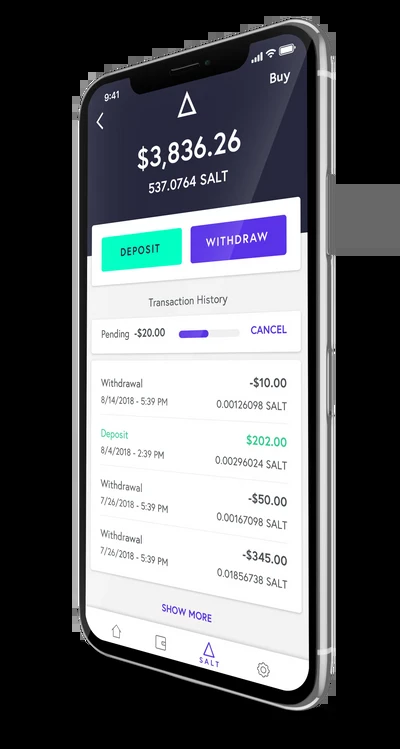 9:41
Buy
$3,836.26
537.0764 SALT
DEPOSIT
WITHDRAW
Transaction History
Pending -$20.00 CANCEL
Withdrawal -$10.00
8/14/2018 - 5:39 PM 0.00126098 SALT
Deposit $202.00
8/4/2018 - 2:39 PM 0.00296024 SALT
Withdrawal -$50.00
7/26/2018 - 5:39 PM 0.00167098 SALT
Withdrawal -$345.00
7/26/2018 - 5:39 PM 0.01856738 SALT
SHOW MORE
SALT